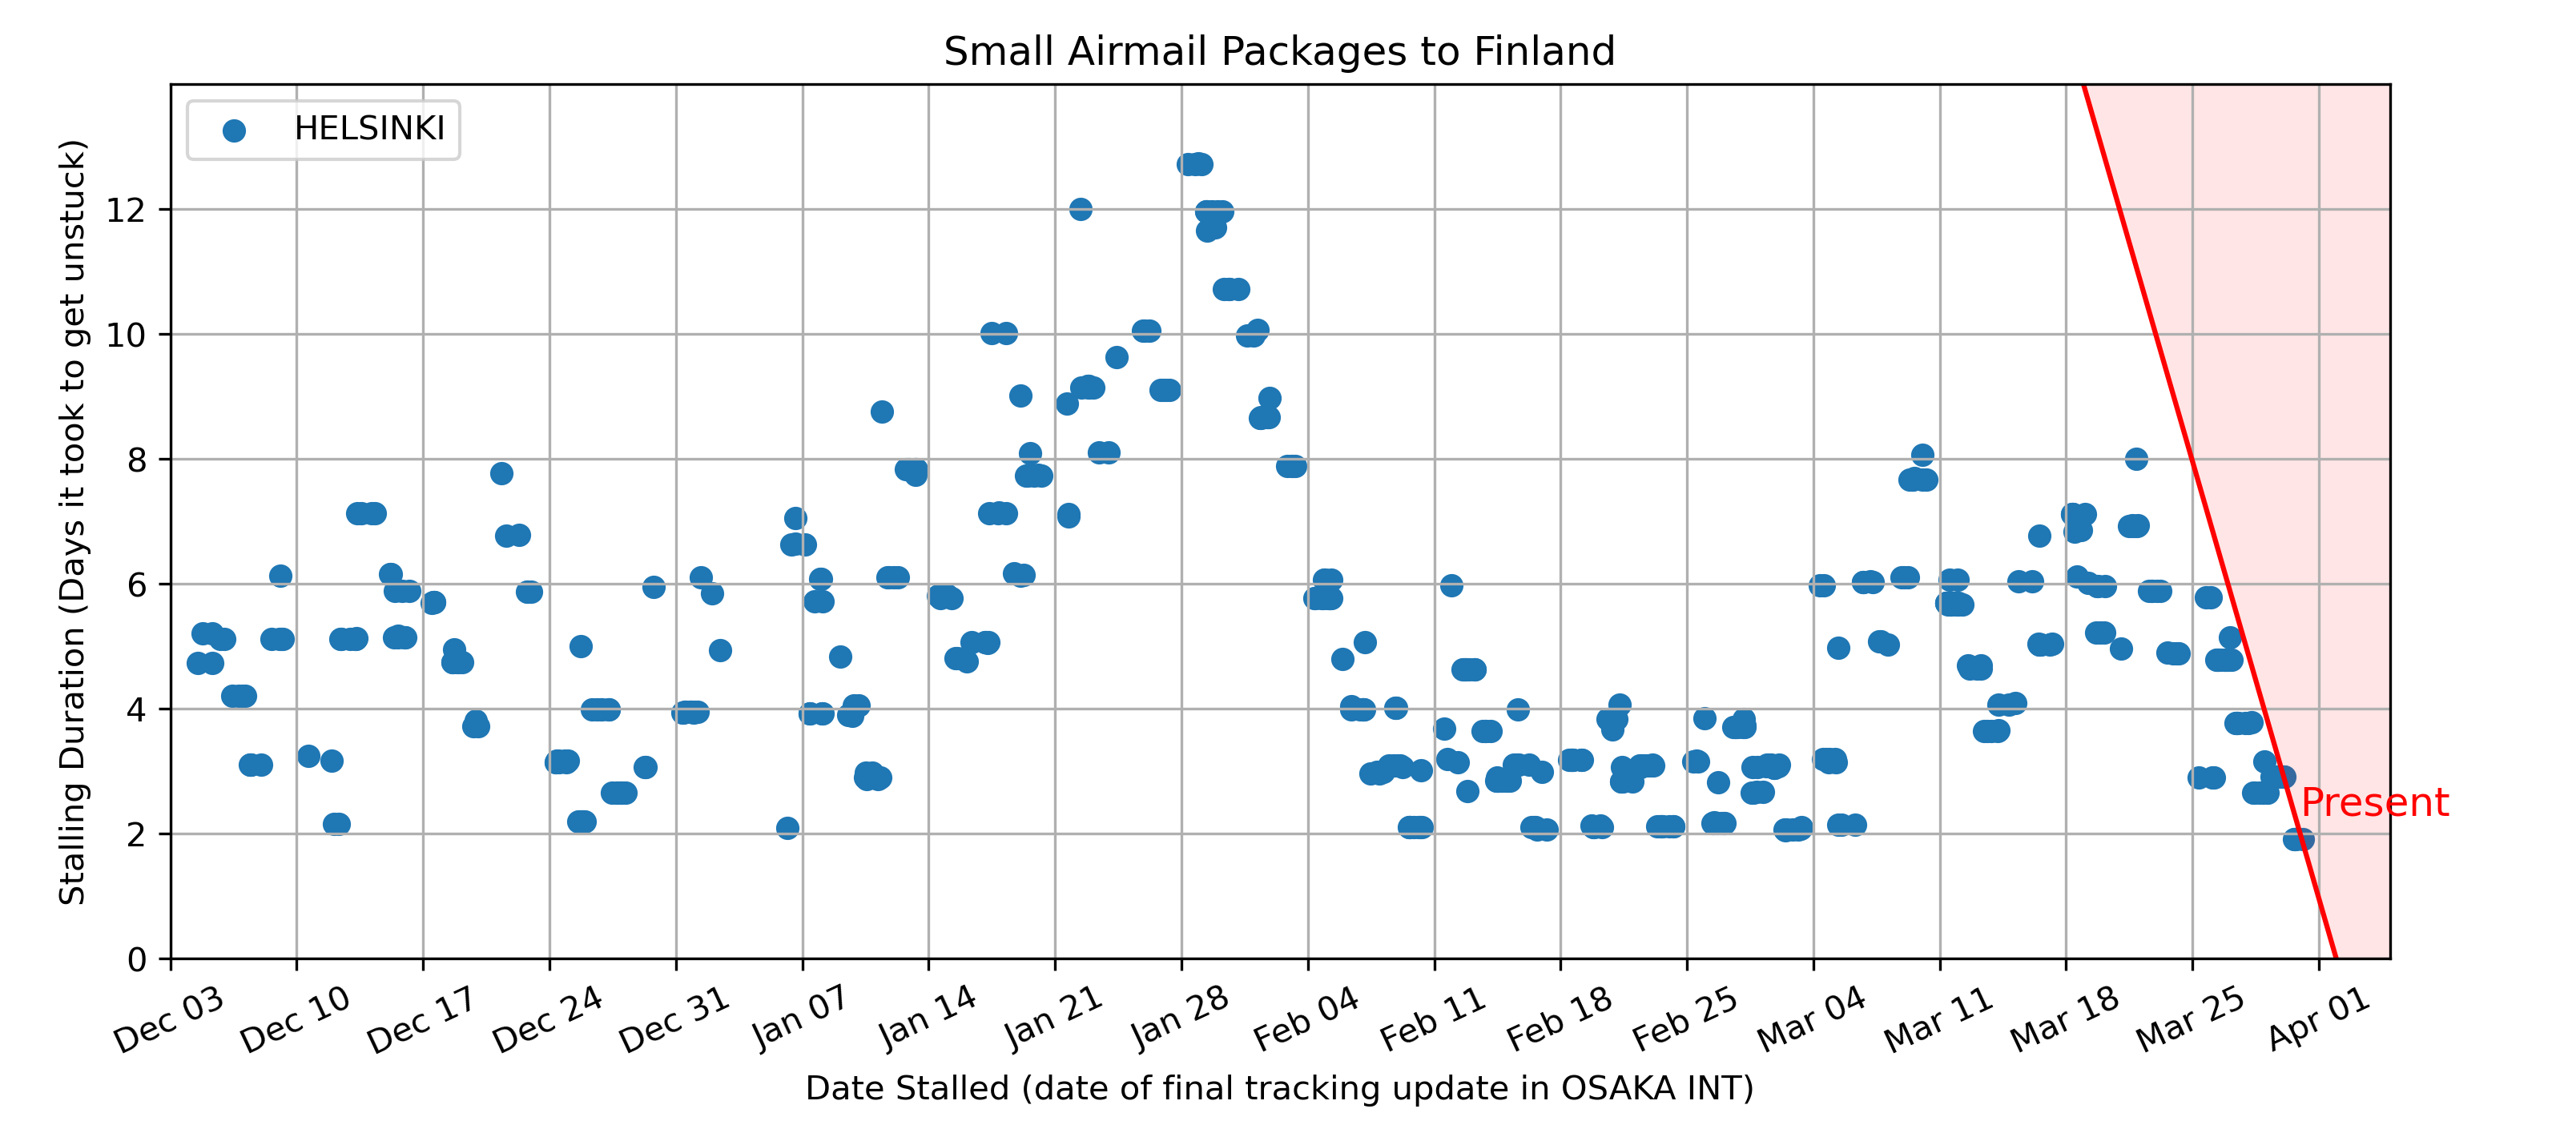 Small Airmail Packages to Finland
HELSINKI
Stalling Duration (Days it took to get unstuck)
12
10
8
6
4
2
0
Present
Dec 03 Dec 10 Dec 17 Dec 24 Dec 31 Jan 07 Jan 14 Jan 21 Jan 28 Feb 04 Feb 11 Feb 18 Feb 25 Mar 04 Mar 11 Mar 18 Mar 25 Apr 01
Date Stalled (date of final tracking update in OSAKA INT)